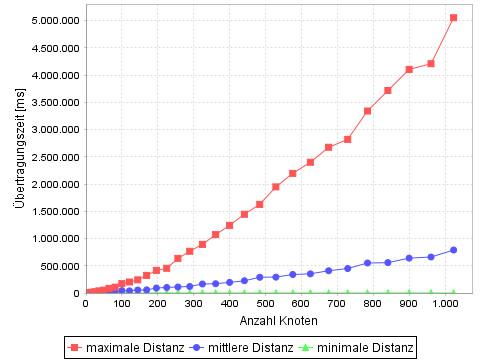 Übertragungszeit [ms]
5.000.000
4.500.000
4.000.000
3.500.000
3.000.000
2.500.000
2.000.000
1.500.000
1.000.000
500.000
0
0 100 200 300 400 500 600 700 800 900 1.000
Anzahl Knoten
maximale Distanz mittlere Distanz minimale Distanz